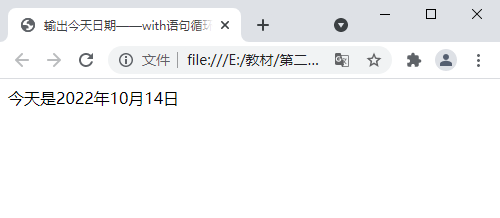 输出今天日期——with语句循环
文件 file:///E:/教材/第二...
今天是2022年10月14日